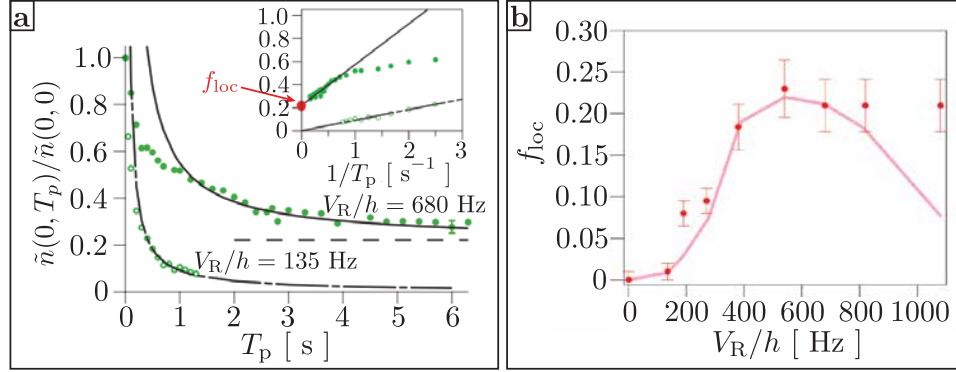 a
ñ(0, T_p)/ñ(0, 0)
1.0
0.8
0.6
0.4
0.2
0
0 1 2 3 4 5 6
T_p [ s ]
f_loc
1.0
0.8
0.6
0.4
0.2
0
0 1 2 3
1/T_p [ s⁻¹ ]
V_R/h = 680 Hz
V_R/h = 135 Hz
b
f_loc
0.30
0.25
0.20
0.15
0.10
0.05
0
0 200 400 600 800 1000
V_R/h [ Hz ]